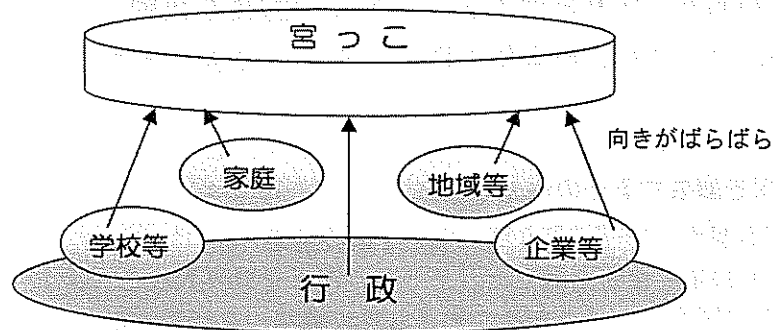 宮っこ
向きがばらばら
家庭
地域等
学校等
企業等
行政